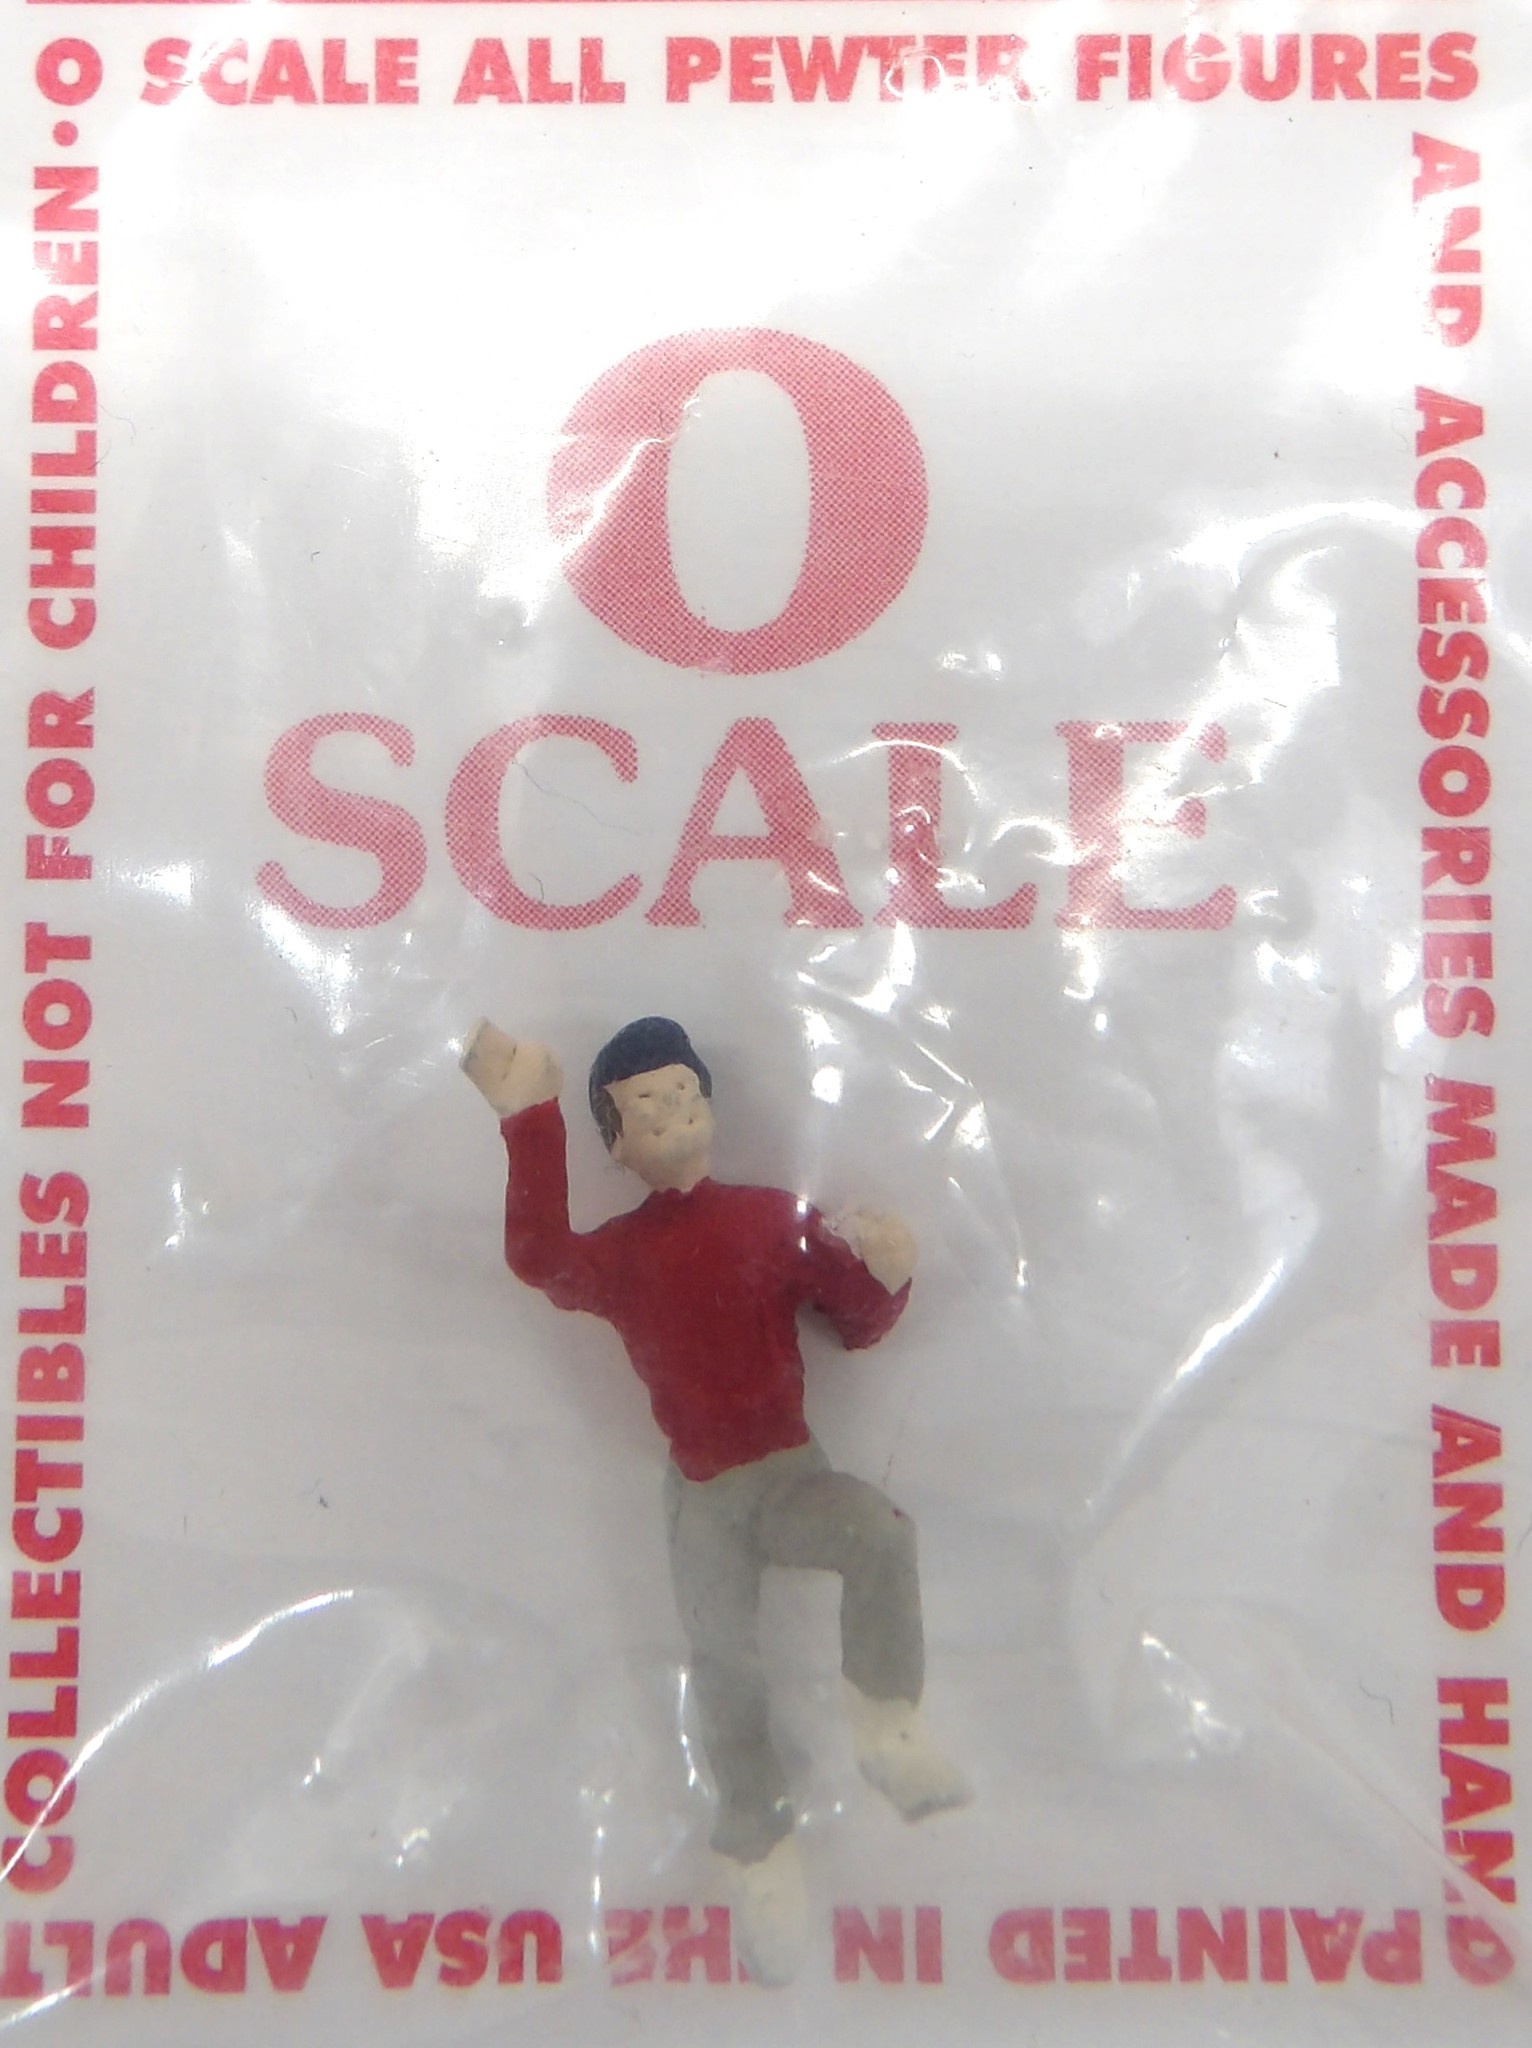 O SCALE ALL PEWTER FIGURES
AND ACCESSORIES MADE AND HAND
PAINTED IN THE USA ADULT
COLLECTIBLES NOT FOR CHILDREN •
O
SCALE